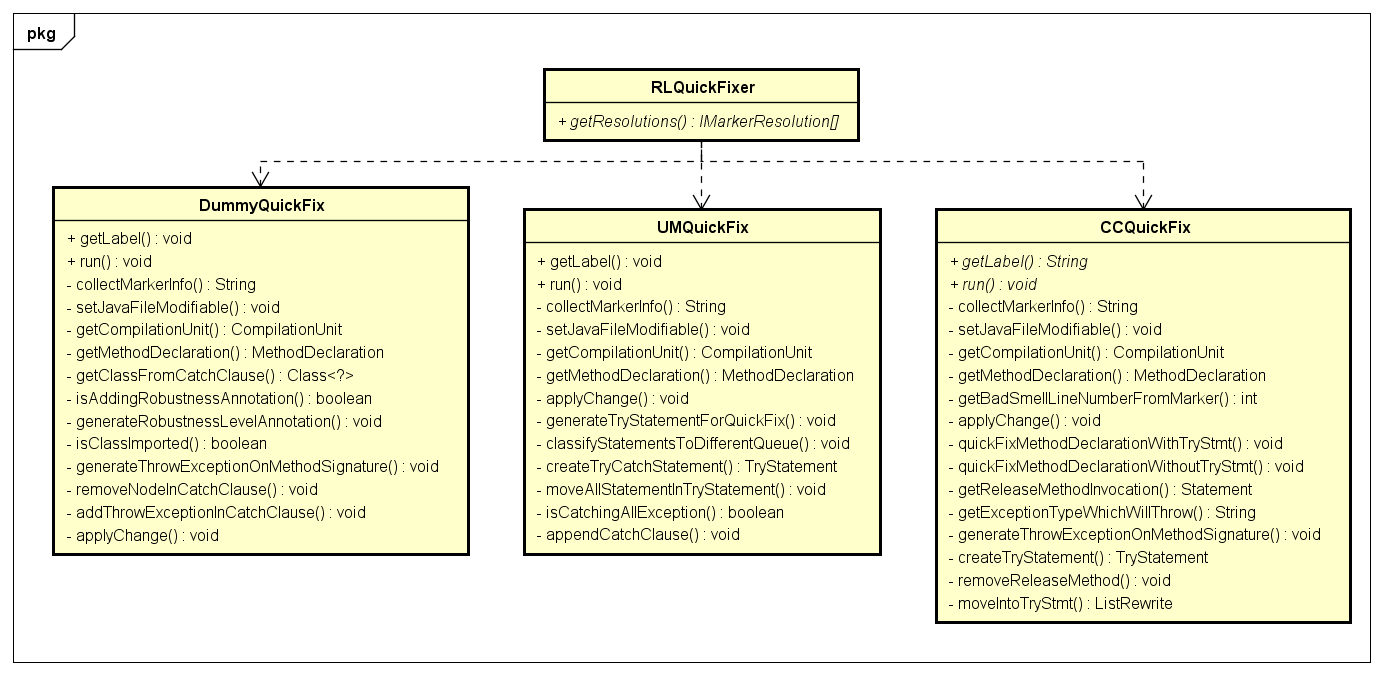 pkg
RLQuickFixer
+ getResolutions() : IMarkerResolution[]
DummyQuickFix
+ getLabel() : void
+ run() : void
- collectMarkerInfo() : String
- setJavaFileModifiable() : void
- getCompilationUnit() : CompilationUnit
- getMethodDeclaration() : MethodDeclaration
- getClassFromCatchClause() : Class<?>
- isAddingRobustnessAnnotation() : boolean
- generateRobustnessLevelAnnotation() : void
- isClassImported() : boolean
- generateThrowExceptionOnMethodSignature() : void
- removeNodeInCatchClause() : void
- addThrowExceptionInCatchClause() : void
- applyChange() : void
UMQuickFix
+ getLabel() : void
+ run() : void
- collectMarkerInfo() : String
- setJavaFileModifiable() : void
- getCompilationUnit() : CompilationUnit
- getMethodDeclaration() : MethodDeclaration
- applyChange() : void
- generateTryStatementForQuickFix() : void
- classifyStatementsToDifferentQueue() : void
- createTryCatchStatement() : TryStatement
- moveAllStatementInTryStatement() : void
- isCatchingAllException() : boolean
- appendCatchClause() : void
CCQuickFix
+ getLabel() : String
+ run() : void
- collectMarkerInfo() : String
- setJavaFileModifiable() : void
- getCompilationUnit() : CompilationUnit
- getMethodDeclaration() : MethodDeclaration
- getBadSmellLineNumberFromMarker() : int
- applyChange() : void
- quickFixMethodDeclarationWithTryStmt() : void
- quickFixMethodDeclarationWithoutTryStmt() : void
- getReleaseMethodInvocation() : Statement
- getExceptionTypeWhichWillThrow() : String
- generateThrowExceptionOnMethodSignature() : void
- createTryStatement() : TryStatement
- removeReleaseMethod() : void
- moveIntoTryStmt() : ListRewrite